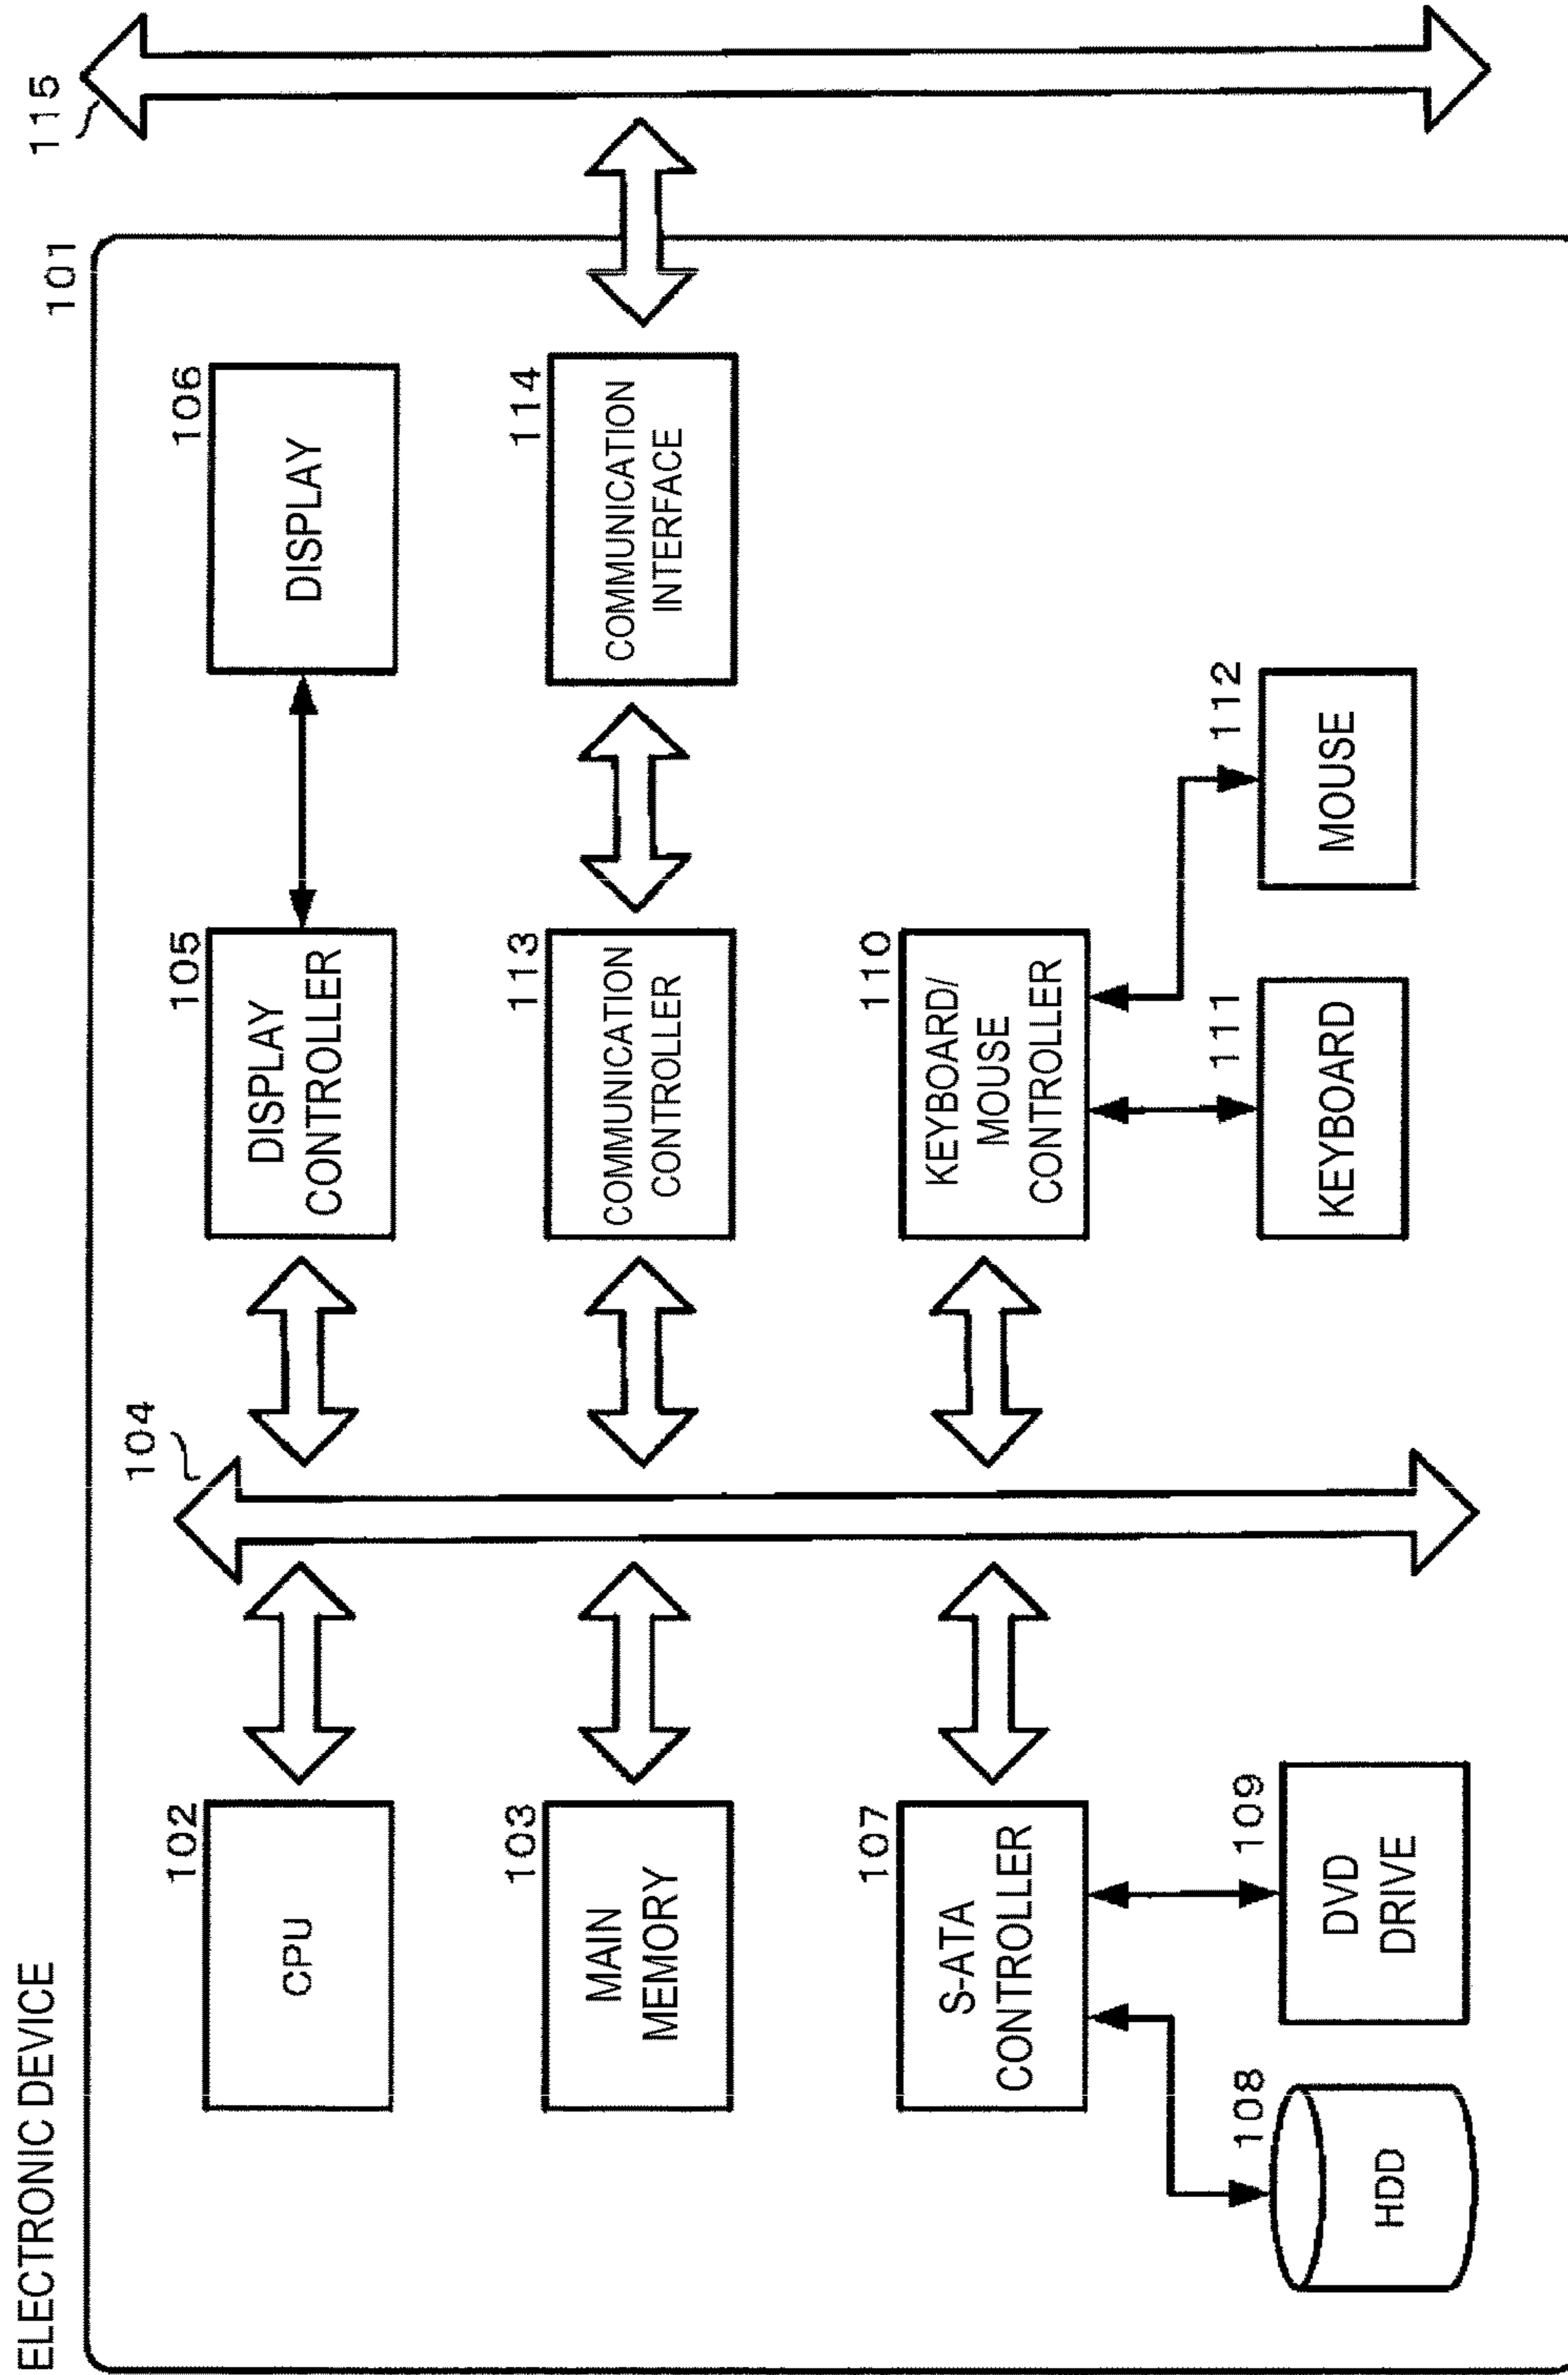 ELECTRONIC DEVICE
101
115
102
CPU
104
105
DISPLAY
CONTROLLER
106
DISPLAY
103
MAIN
MEMORY
113
COMMUNICATION
CONTROLLER
114
COMMUNICATION
INTERFACE
107
S-ATA
CONTROLLER
110
KEYBOARD/
MOUSE
CONTROLLER
108
HDD
109
DVD
DRIVE
111
KEYBOARD
112
MOUSE